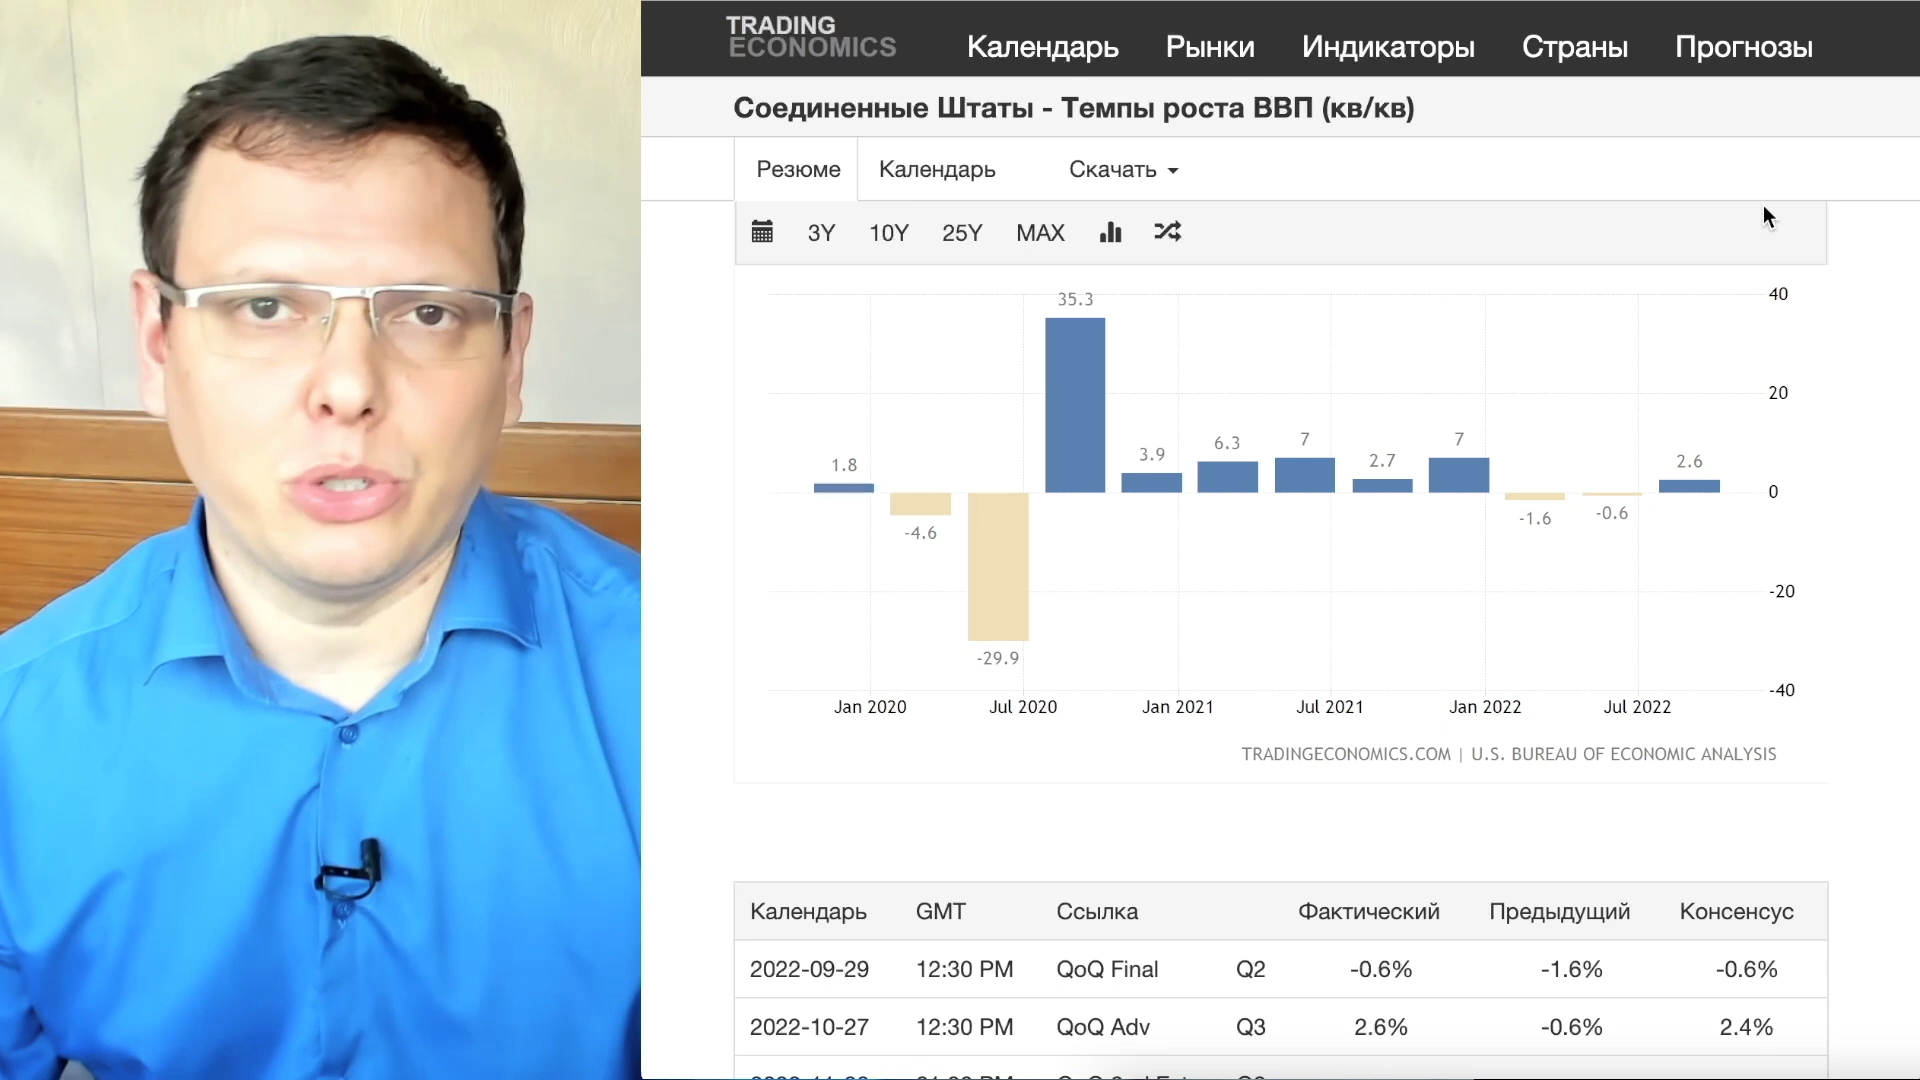 TRADING
ECONOMICS
Календарь Рынки Индикаторы Страны Прогнозы
Соединенные Штаты - Темпы роста ВВП (кв/кв)
Резюме Календарь Скачать
3Y 10Y 25Y MAX
35.3
40
20
1.8
3.9
6.3
7
2.7
7
2.6
0
-4.6
-1.6
-0.6
-20
-29.9
-40
Jan 2020 Jul 2020 Jan 2021 Jul 2021 Jan 2022 Jul 2022
TRADINGECONOMICS.COM | U.S. BUREAU OF ECONOMIC ANALYSIS
Календарь GMT Ссылка Фактический Предыдущий Консенсус
2022-09-29 12:30 PM QoQ Final Q2 -0.6% -1.6% -0.6%
2022-10-27 12:30 PM QoQ Adv Q3 2.6% -0.6% 2.4%